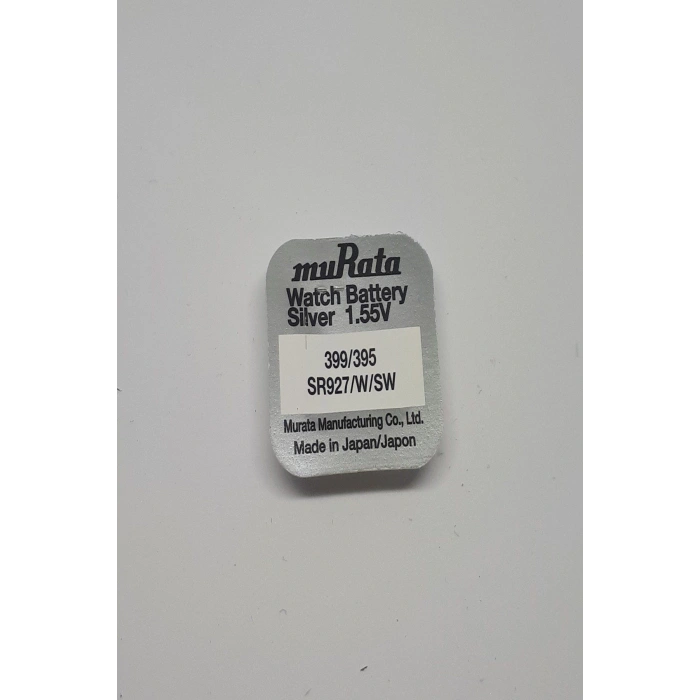 muRata
Watch Battery
Silver 1.55V
399/395
SR927/W/SW
Murata Manufacturing Co., Ltd.
Made in Japan/Japon